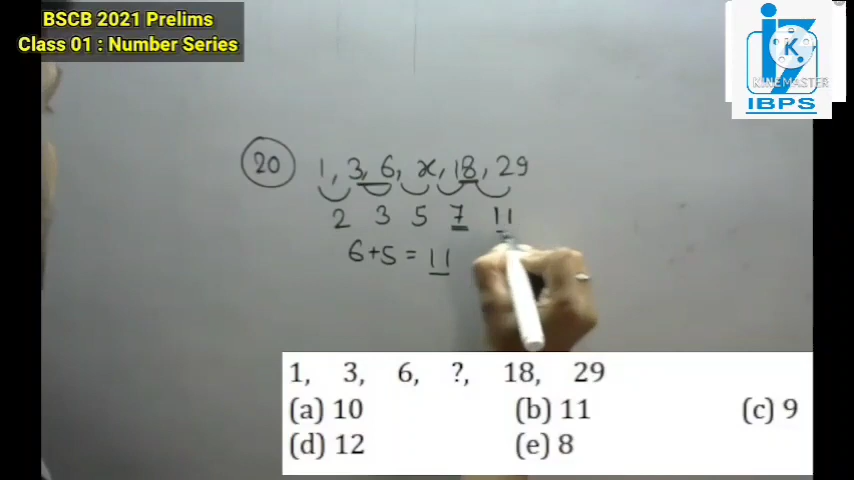 BSCB 2021 Prelims
Class 01 : Number Series
K
KINEMASTER
IBPS
20 1, 3, 6, x, 18, 29
2 3 5 7 11
6+5 = 11
1, 3, 6, ?, 18, 29
(a) 10 (b) 11 (c) 9
(d) 12 (e) 8